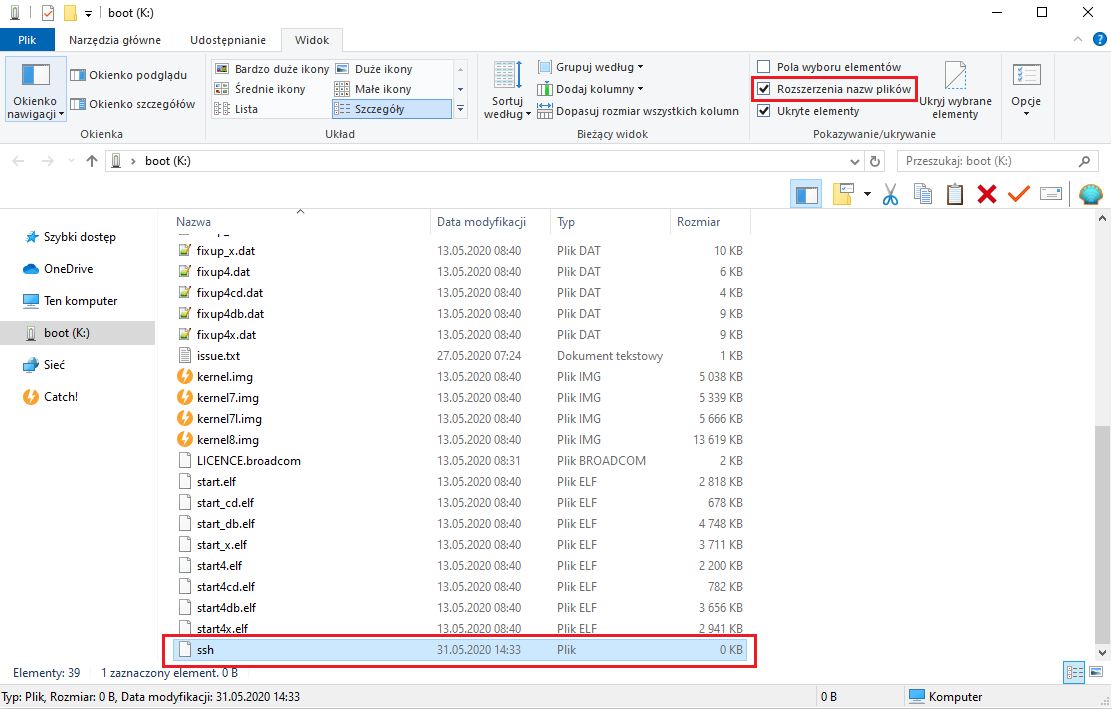 boot (K:)
Plik Narzędzia główne Udostępnianie Widok
Okienko nawigacji
Okienko podglądu
Okienko szczegółów
Okienka
Bardzo duże ikony Duże ikony
Średnie ikony Małe ikony
Lista Szczegóły
Układ
Sortuj według
Grupuj według
Dodaj kolumny
Dopasuj rozmiar wszystkich kolumn
Bieżący widok
Pola wyboru elementów
Rozszerzenia nazw plików
Ukryte elementy
Ukryj wybrane elementy
Pokazywanie/ukrywanie
Opcje
boot (K:)
Przeszukaj: boot (K:)
Szybki dostęp
OneDrive
Ten komputer
boot (K:)
Sieć
Catch!
Nazwa Data modyfikacji Typ Rozmiar
fixup_x.dat 13.05.2020 08:40 Plik DAT 10 KB
fixup4.dat 13.05.2020 08:40 Plik DAT 6 KB
fixup4cd.dat 13.05.2020 08:40 Plik DAT 4 KB
fixup4db.dat 13.05.2020 08:40 Plik DAT 9 KB
fixup4x.dat 13.05.2020 08:40 Plik DAT 9 KB
issue.txt 27.05.2020 07:24 Dokument tekstowy 1 KB
kernel.img 13.05.2020 08:40 Plik IMG 5 038 KB
kernel7.img 13.05.2020 08:40 Plik IMG 5 339 KB
kernel7l.img 13.05.2020 08:40 Plik IMG 5 666 KB
kernel8.img 13.05.2020 08:40 Plik IMG 13 619 KB
LICENCE.broadcom 13.05.2020 08:31 Plik BROADCOM 2 KB
start.elf 13.05.2020 08:40 Plik ELF 2 818 KB
start_cd.elf 13.05.2020 08:40 Plik ELF 678 KB
start_db.elf 13.05.2020 08:40 Plik ELF 4 748 KB
start_x.elf 13.05.2020 08:40 Plik ELF 3 711 KB
start4.elf 13.05.2020 08:40 Plik ELF 2 200 KB
start4cd.elf 13.05.2020 08:40 Plik ELF 782 KB
start4db.elf 13.05.2020 08:40 Plik ELF 3 656 KB
start4x.elf 13.05.2020 08:40 Plik ELF 2 941 KB
ssh 31.05.2020 14:33 Plik 0 KB
Elementy: 39 1 zaznaczony element. 0 B
Typ: Plik, Rozmiar: 0 B, Data modyfikacji: 31.05.2020 14:33 0 B Komputer